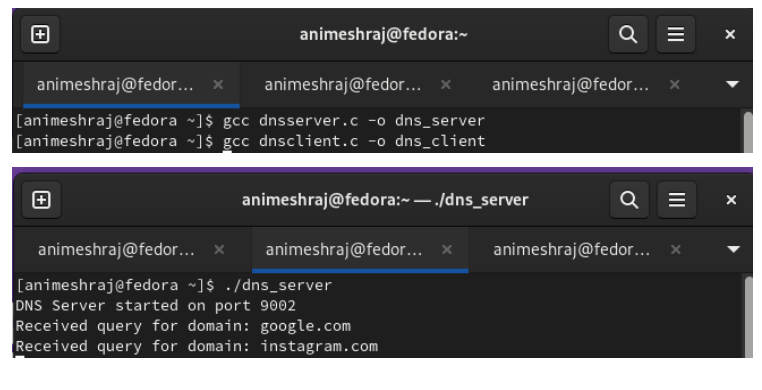 animeshraj@fedora:~
animeshraj@fedor... × animeshraj@fedor... × animeshraj@fedor... ×
[animeshraj@fedora ~]$ gcc dnsserver.c -o dns_server
[animeshraj@fedora ~]$ gcc dnsclient.c -o dns_client
animeshraj@fedora:~ — ./dns_server
animeshraj@fedor... × animeshraj@fedor... × animeshraj@fedor... ×
[animeshraj@fedora ~]$ ./dns_server
DNS Server started on port 9002
Received query for domain: google.com
Received query for domain: instagram.com